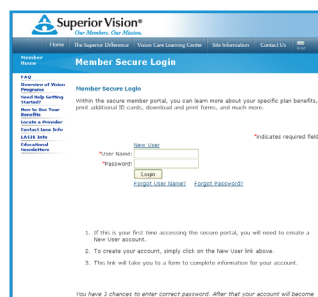 Superior Vision®
Our Members. Our Mission.
Home The Superior Difference Vision Care Learning Center Site Information Contact Us
Member Home
Member Secure Login
FAQ
Overview of Vision
Programs
Need Help Getting
Started?
How to Use Your
Benefits
Locate a Provider
Contact Lens Info
LASIK Info
Educational
Newsletters
Member Secure Login
Within the secure member portal, you can learn more about your specific plan benefits,
print additional ID cards, download and print forms, and much more.
*Indicates required field
New User
*User Name:
*Password:
Login
Forgot User Name? Forgot Password?
1. If this is your first time accessing the secure portal, you will need to create a
New User account.
2. To create your account, simply click on the New User link above.
3. This link will take you to a form to complete information for your account.
You have 3 chances to enter correct password. After that your account will become